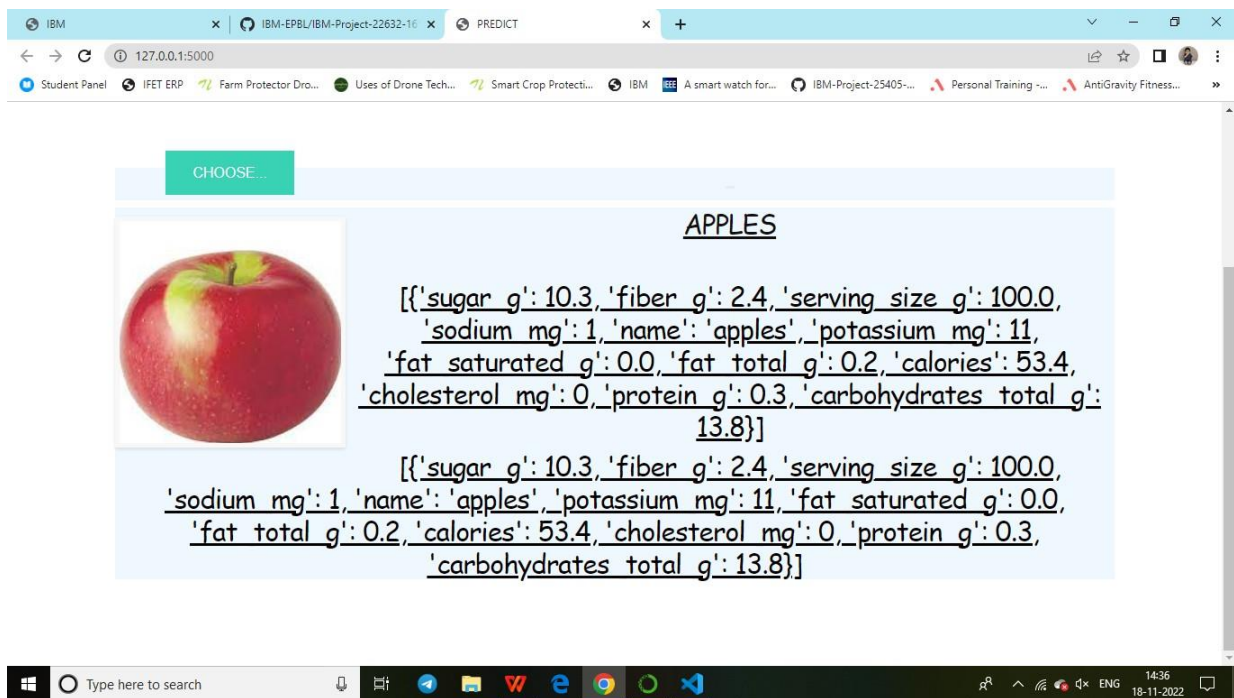 IBM
IBM-EPBL/IBM-Project-22632-16
PREDICT
127.0.0.1:5000
Student Panel
IFET ERP
Farm Protector Dro...
Uses of Drone Tech...
Smart Crop Protecti...
IBM
IEEE
A smart watch for...
IBM-Project-25405-...
Personal Training -...
AntiGravity Fitness...
»
CHOOSE...
APPLES
[{'sugar_g': 10.3, 'fiber_g': 2.4, 'serving_size_g': 100.0,
'sodium_mg': 1, 'name': 'apples', 'potassium_mg': 11,
'fat_saturated_g': 0.0, 'fat_total_g': 0.2, 'calories': 53.4,
'cholesterol_mg': 0, 'protein_g': 0.3, 'carbohydrates_total_g':
13.8}]
[{'sugar_g': 10.3, 'fiber_g': 2.4, 'serving_size_g': 100.0,
'sodium_mg': 1, 'name': 'apples', 'potassium_mg': 11, 'fat_saturated_g': 0.0,
'fat_total_g': 0.2, 'calories': 53.4, 'cholesterol_mg': 0, 'protein_g': 0.3,
'carbohydrates_total_g': 13.8}]
Type here to search
ENG
14:36
18-11-2022